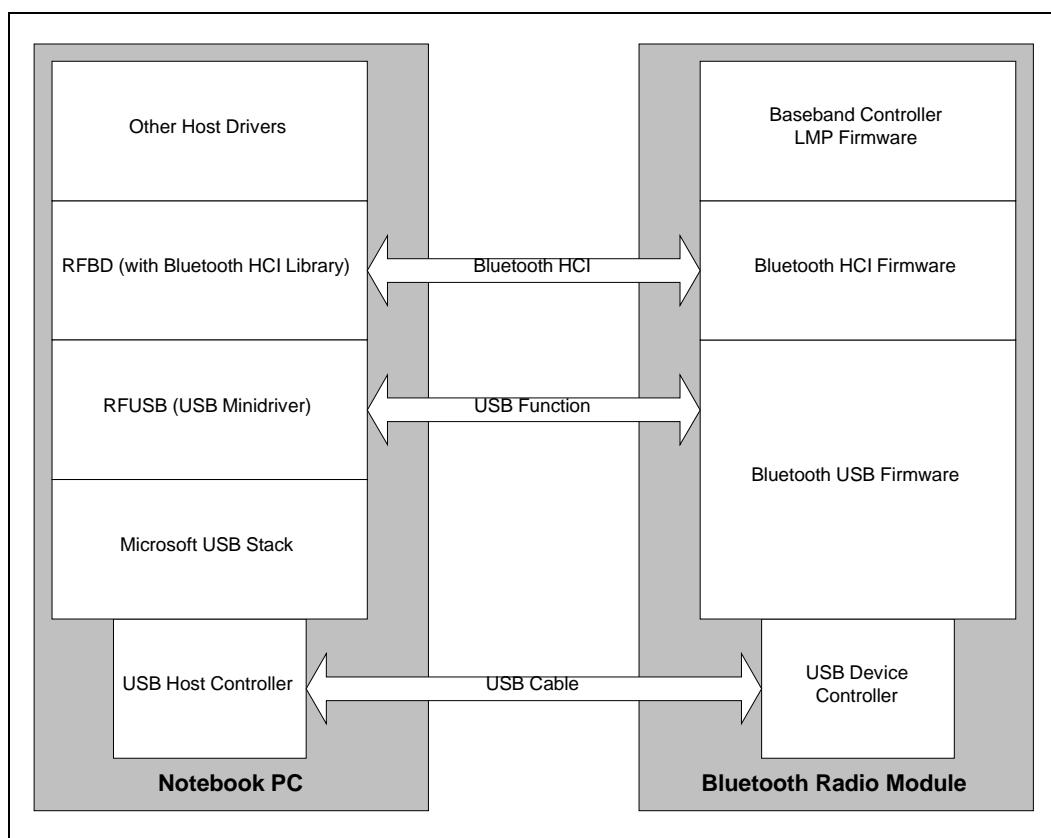 Other Host Drivers
RFBD (with Bluetooth HCI Library)
RFUSB (USB Minidriver)
Microsoft USB Stack
USB Host Controller
Notebook PC
Bluetooth HCI
USB Function
USB Cable
Baseband Controller
LMP Firmware
Bluetooth HCI Firmware
Bluetooth USB Firmware
USB Device
Controller
Bluetooth Radio Module